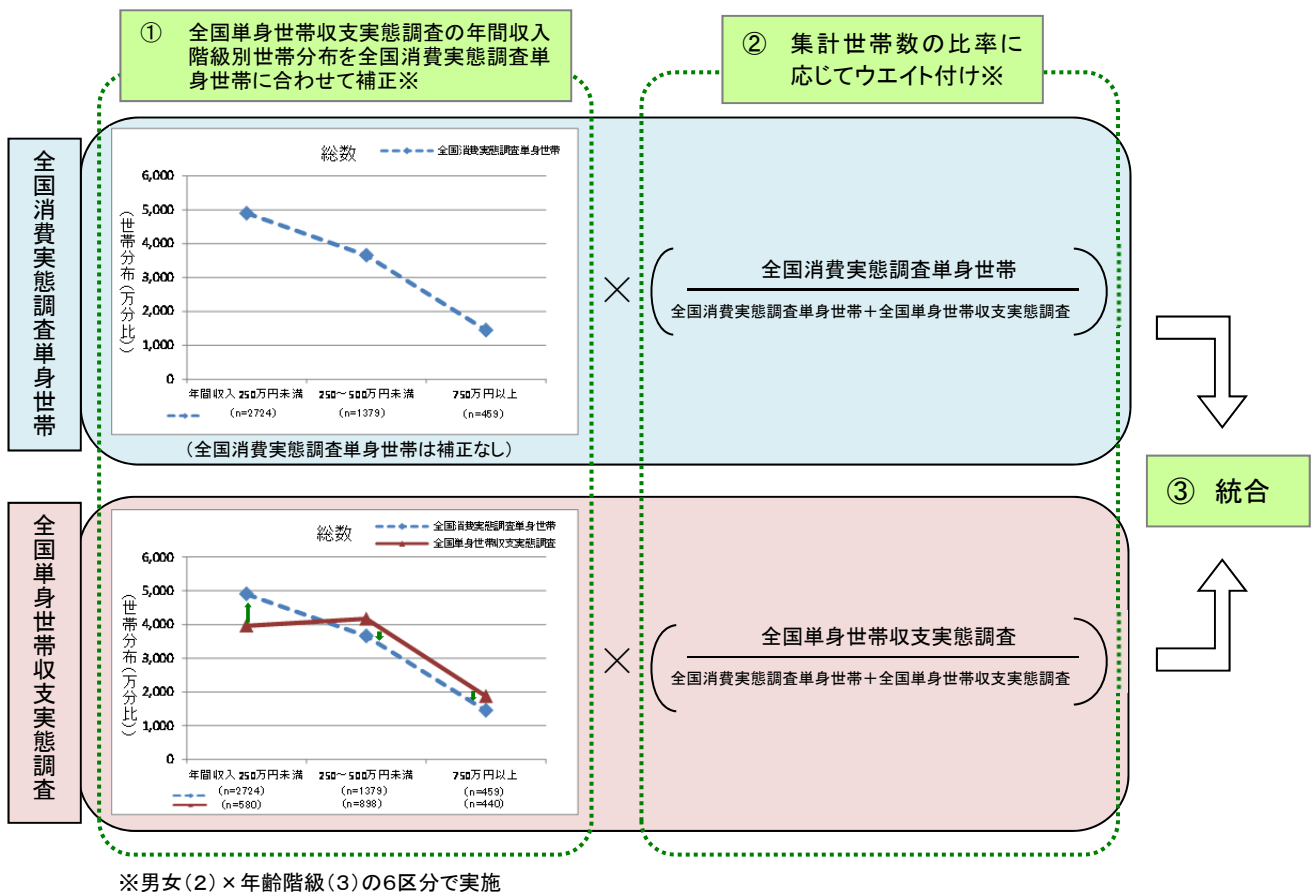 ① 全国単身世帯収支実態調査の年間収入
階級別世帯分布を全国消費実態調査単
身世帯に合わせて補正※
② 集計世帯数の比率に
応じてウエイト付け※
全国消費実態調査単身世帯
総数
全国消費実態調査単身世帯
(世帯分布(万分比))
6,000
5,000
4,000
3,000
2,000
1,000
0
年間収入250万円未満 250~500万円未満 750万円以上
(n=2724) (n=1379) (n=459)
(全国消費実態調査単身世帯は補正なし)
×
全国消費実態調査単身世帯
全国消費実態調査単身世帯+全国単身世帯収支実態調査
③ 統合
全国単身世帯収支実態調査
総数
全国消費実態調査単身世帯
全国単身世帯収支実態調査
(世帯分布(万分比))
6,000
5,000
4,000
3,000
2,000
1,000
0
年間収入250万円未満 250~500万円未満 750万円以上
(n=2724) (n=1379) (n=459)
(n=580) (n=898) (n=440)
×
全国単身世帯収支実態調査
全国消費実態調査単身世帯+全国単身世帯収支実態調査
※男女(2)×年齢階級(3)の6区分で実施